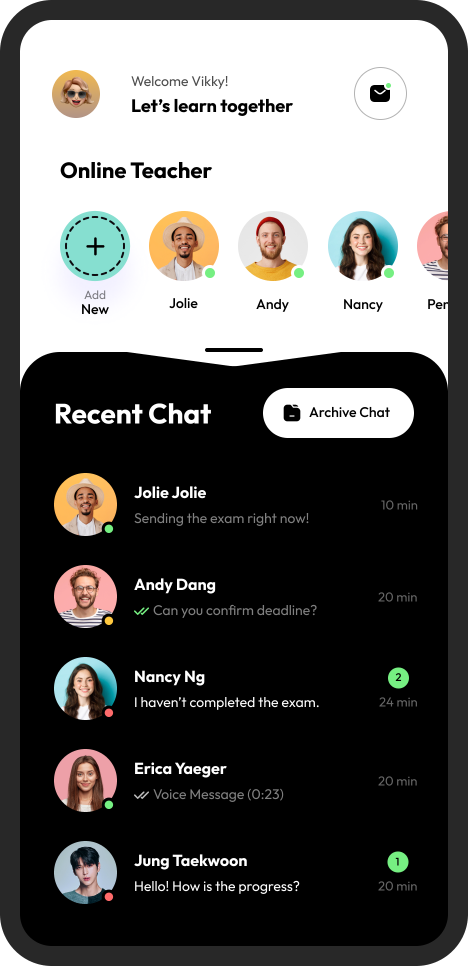 Welcome Vikky!
Let's learn together
Online Teacher
Add
New
Jolie
Andy
Nancy
Per
Recent Chat
Archive Chat
Jolie Jolie
Sending the exam right now!
10 min
Andy Dang
Can you confirm deadline?
20 min
Nancy Ng
I haven't completed the exam.
2
24 min
Erica Yaeger
Voice Message (0:23)
20 min
Jung Taekwoon
Hello! How is the progress?
1
20 min